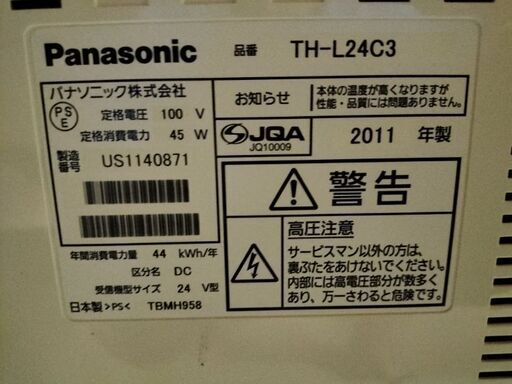 Panasonic 品番 TH-L24C3
パナソニック株式会社
PS
E
定格電圧 100 V
定格消費電力 45 W
お知らせ
本体の温度が高くなりますが
性能・品質には問題ありません。
製造
番号 US1140871
JQA
JQ10009
2011 年製
警告
高圧注意
サービスマン以外の方は、
裏ぶたをあけないでください。
内部には高電圧部分が数多く
あり、万一さわると危険です。
年間消費電力量 44 kWh/年
区分名 DC
受信機型サイズ 24 V型
日本製 >PS< TBMH958